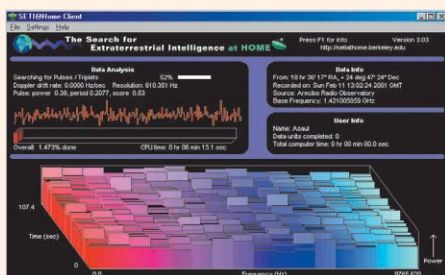 SETI@Home Client
File Settings Help
The Search for
Extraterrestrial Intelligence at HOME
Press F1 for info
Version 3.03
http://setiathome.berkeley.edu
Data Analysis
Searching for Pulses / Triplets 52%
Doppler drift rate: 0.0000 Hz/sec Resolution: 610.351 Hz
Pulse: power 0.39, period 0.2077, score 0.53
Overall: 1.473% done CPU time: 0 hr 06 min 13.1 sec
Data Info
From: 10 hr 36' 17" RA, + 24 deg 47' 24" Dec
Recorded on: Sun Feb 11 13:02:24 2001 GMT
Source: Arecibo Radio Observatory
Base Frequency: 1.421005859 GHz
User Info
Name: Azaul
Data units completed: 0
Total computer time: 0 hr 00 min 00.0 sec
107.4
Time (sec)
0
0.0
Frequency (Hz)
9765.620
Power